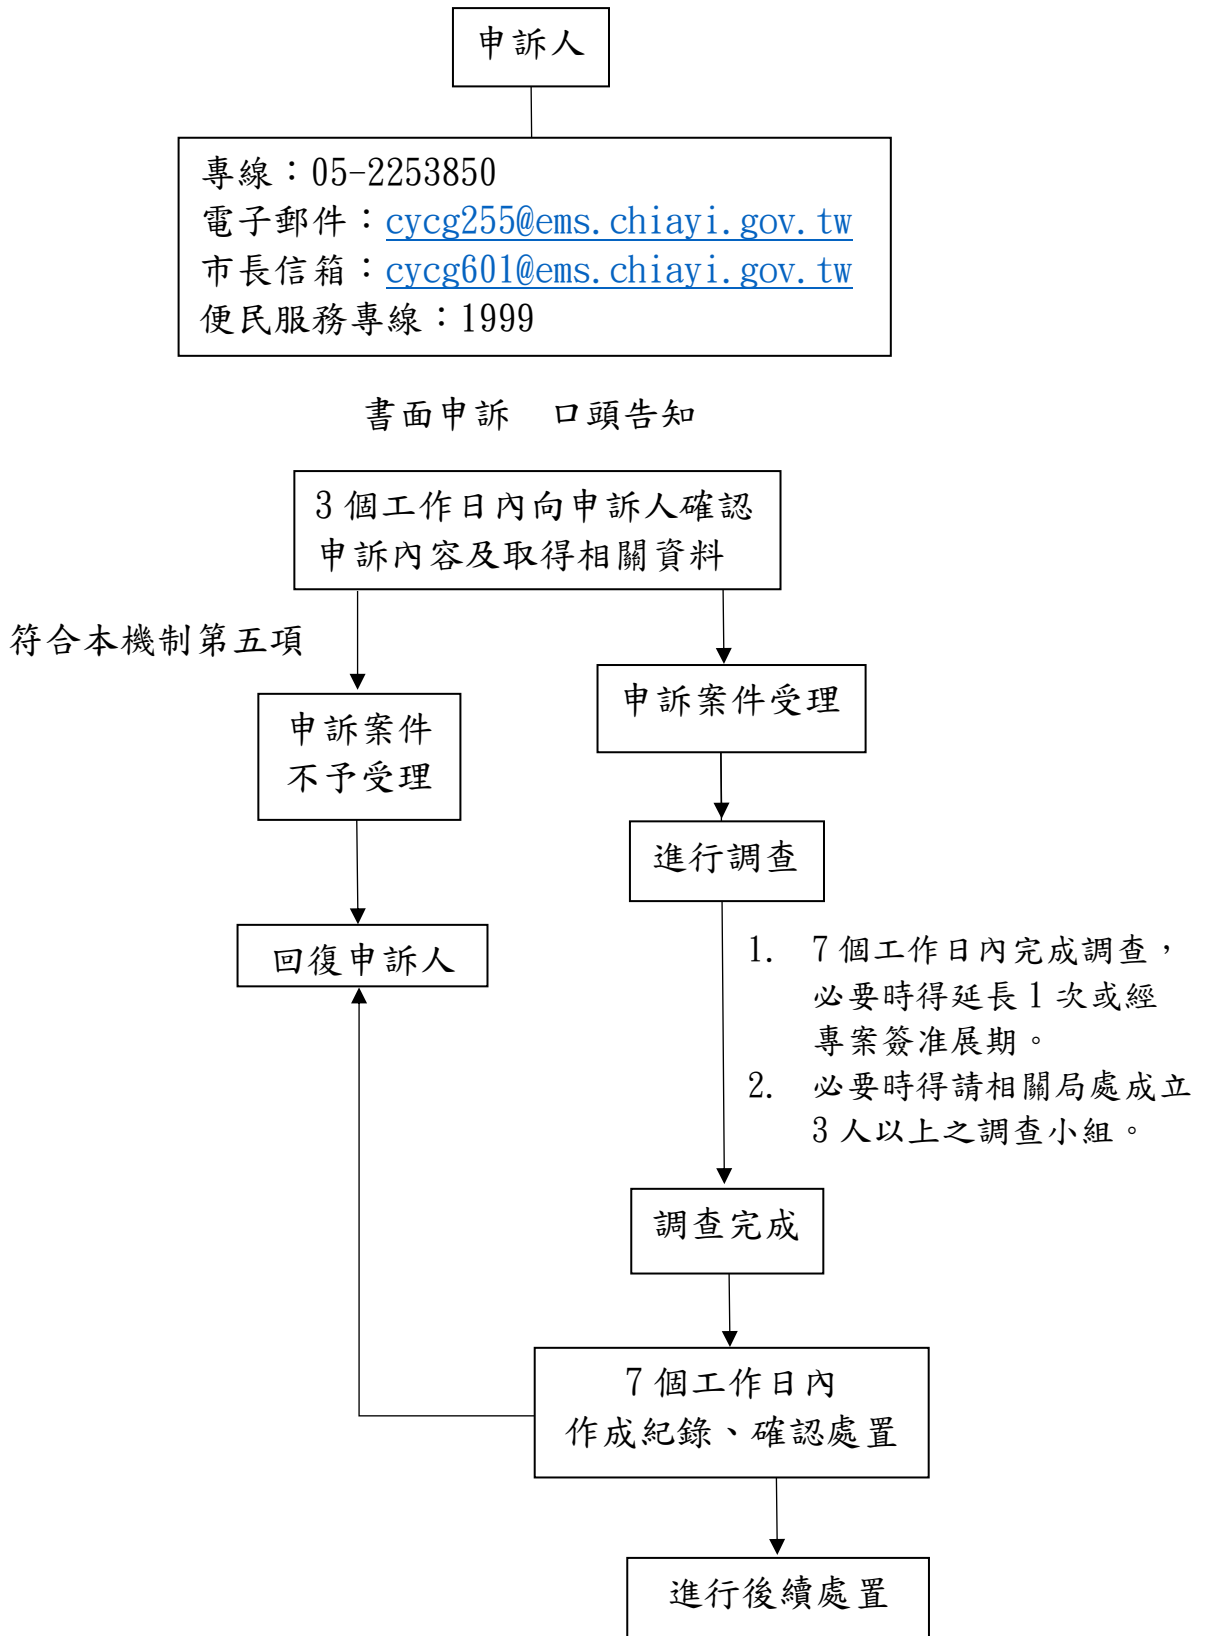 申訴人
專線：05-2253850
電子郵件：cycg255@ems.chiayi.gov.tw
市長信箱：cycg601@ems.chiayi.gov.tw
便民服務專線：1999
書面申訴　口頭告知
3 個工作日內向申訴人確認
申訴內容及取得相關資料
符合本機制第五項
申訴案件受理
申訴案件
不予受理
進行調查
回復申訴人
1. 7 個工作日內完成調查，
必要時得延長 1 次或經
專案簽准展期。
2. 必要時得請相關局處成立
3 人以上之調查小組。
調查完成
7 個工作日內
作成紀錄、確認處置
進行後續處置